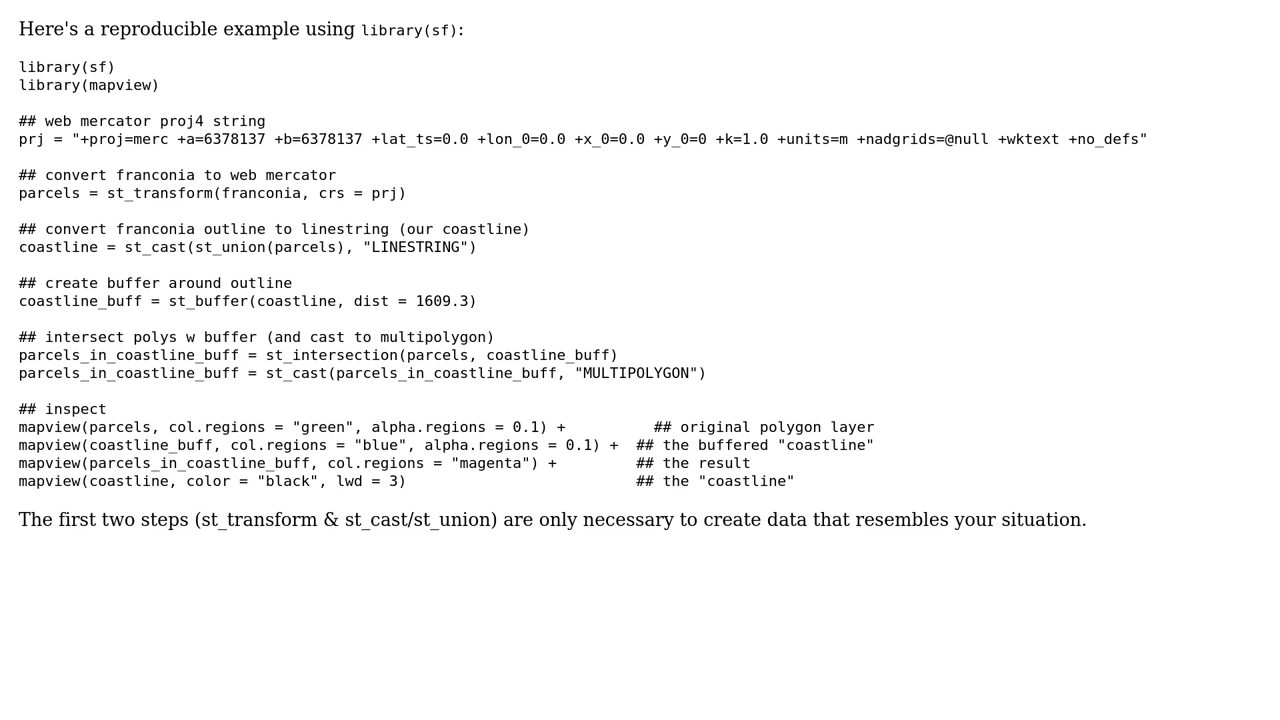 Here's a reproducible example using library(sf):
library(sf)
library(mapview)
## web mercator proj4 string
prj = "+proj=merc +a=6378137 +b=6378137 +lat_ts=0.0 +lon_0=0.0 +x_0=0.0 +y_0=0 +k=1.0 +units=m +nadgrids=@null +wktext +no_defs"
## convert franconia to web mercator
parcels = st_transform(franconia, crs = prj)
## convert franconia outline to linestring (our coastline)
coastline = st_cast(st_union(parcels), "LINESTRING")
## create buffer around outline
coastline_buff = st_buffer(coastline, dist = 1609.3)
## intersect polys w buffer (and cast to multipolygon)
parcels_in_coastline_buff = st_intersection(parcels, coastline_buff)
parcels_in_coastline_buff = st_cast(parcels_in_coastline_buff, "MULTIPOLYGON")
## inspect
mapview(parcels, col.regions = "green", alpha.regions = 0.1) +          ## original polygon layer
mapview(coastline_buff, col.regions = "blue", alpha.regions = 0.1) +  ## the buffered "coastline"
mapview(parcels_in_coastline_buff, col.regions = "magenta") +         ## the result
mapview(coastline, color = "black", lwd = 3)                          ## the "coastline"
The first two steps (st_transform & st_cast/st_union) are only necessary to create data that resembles your situation.